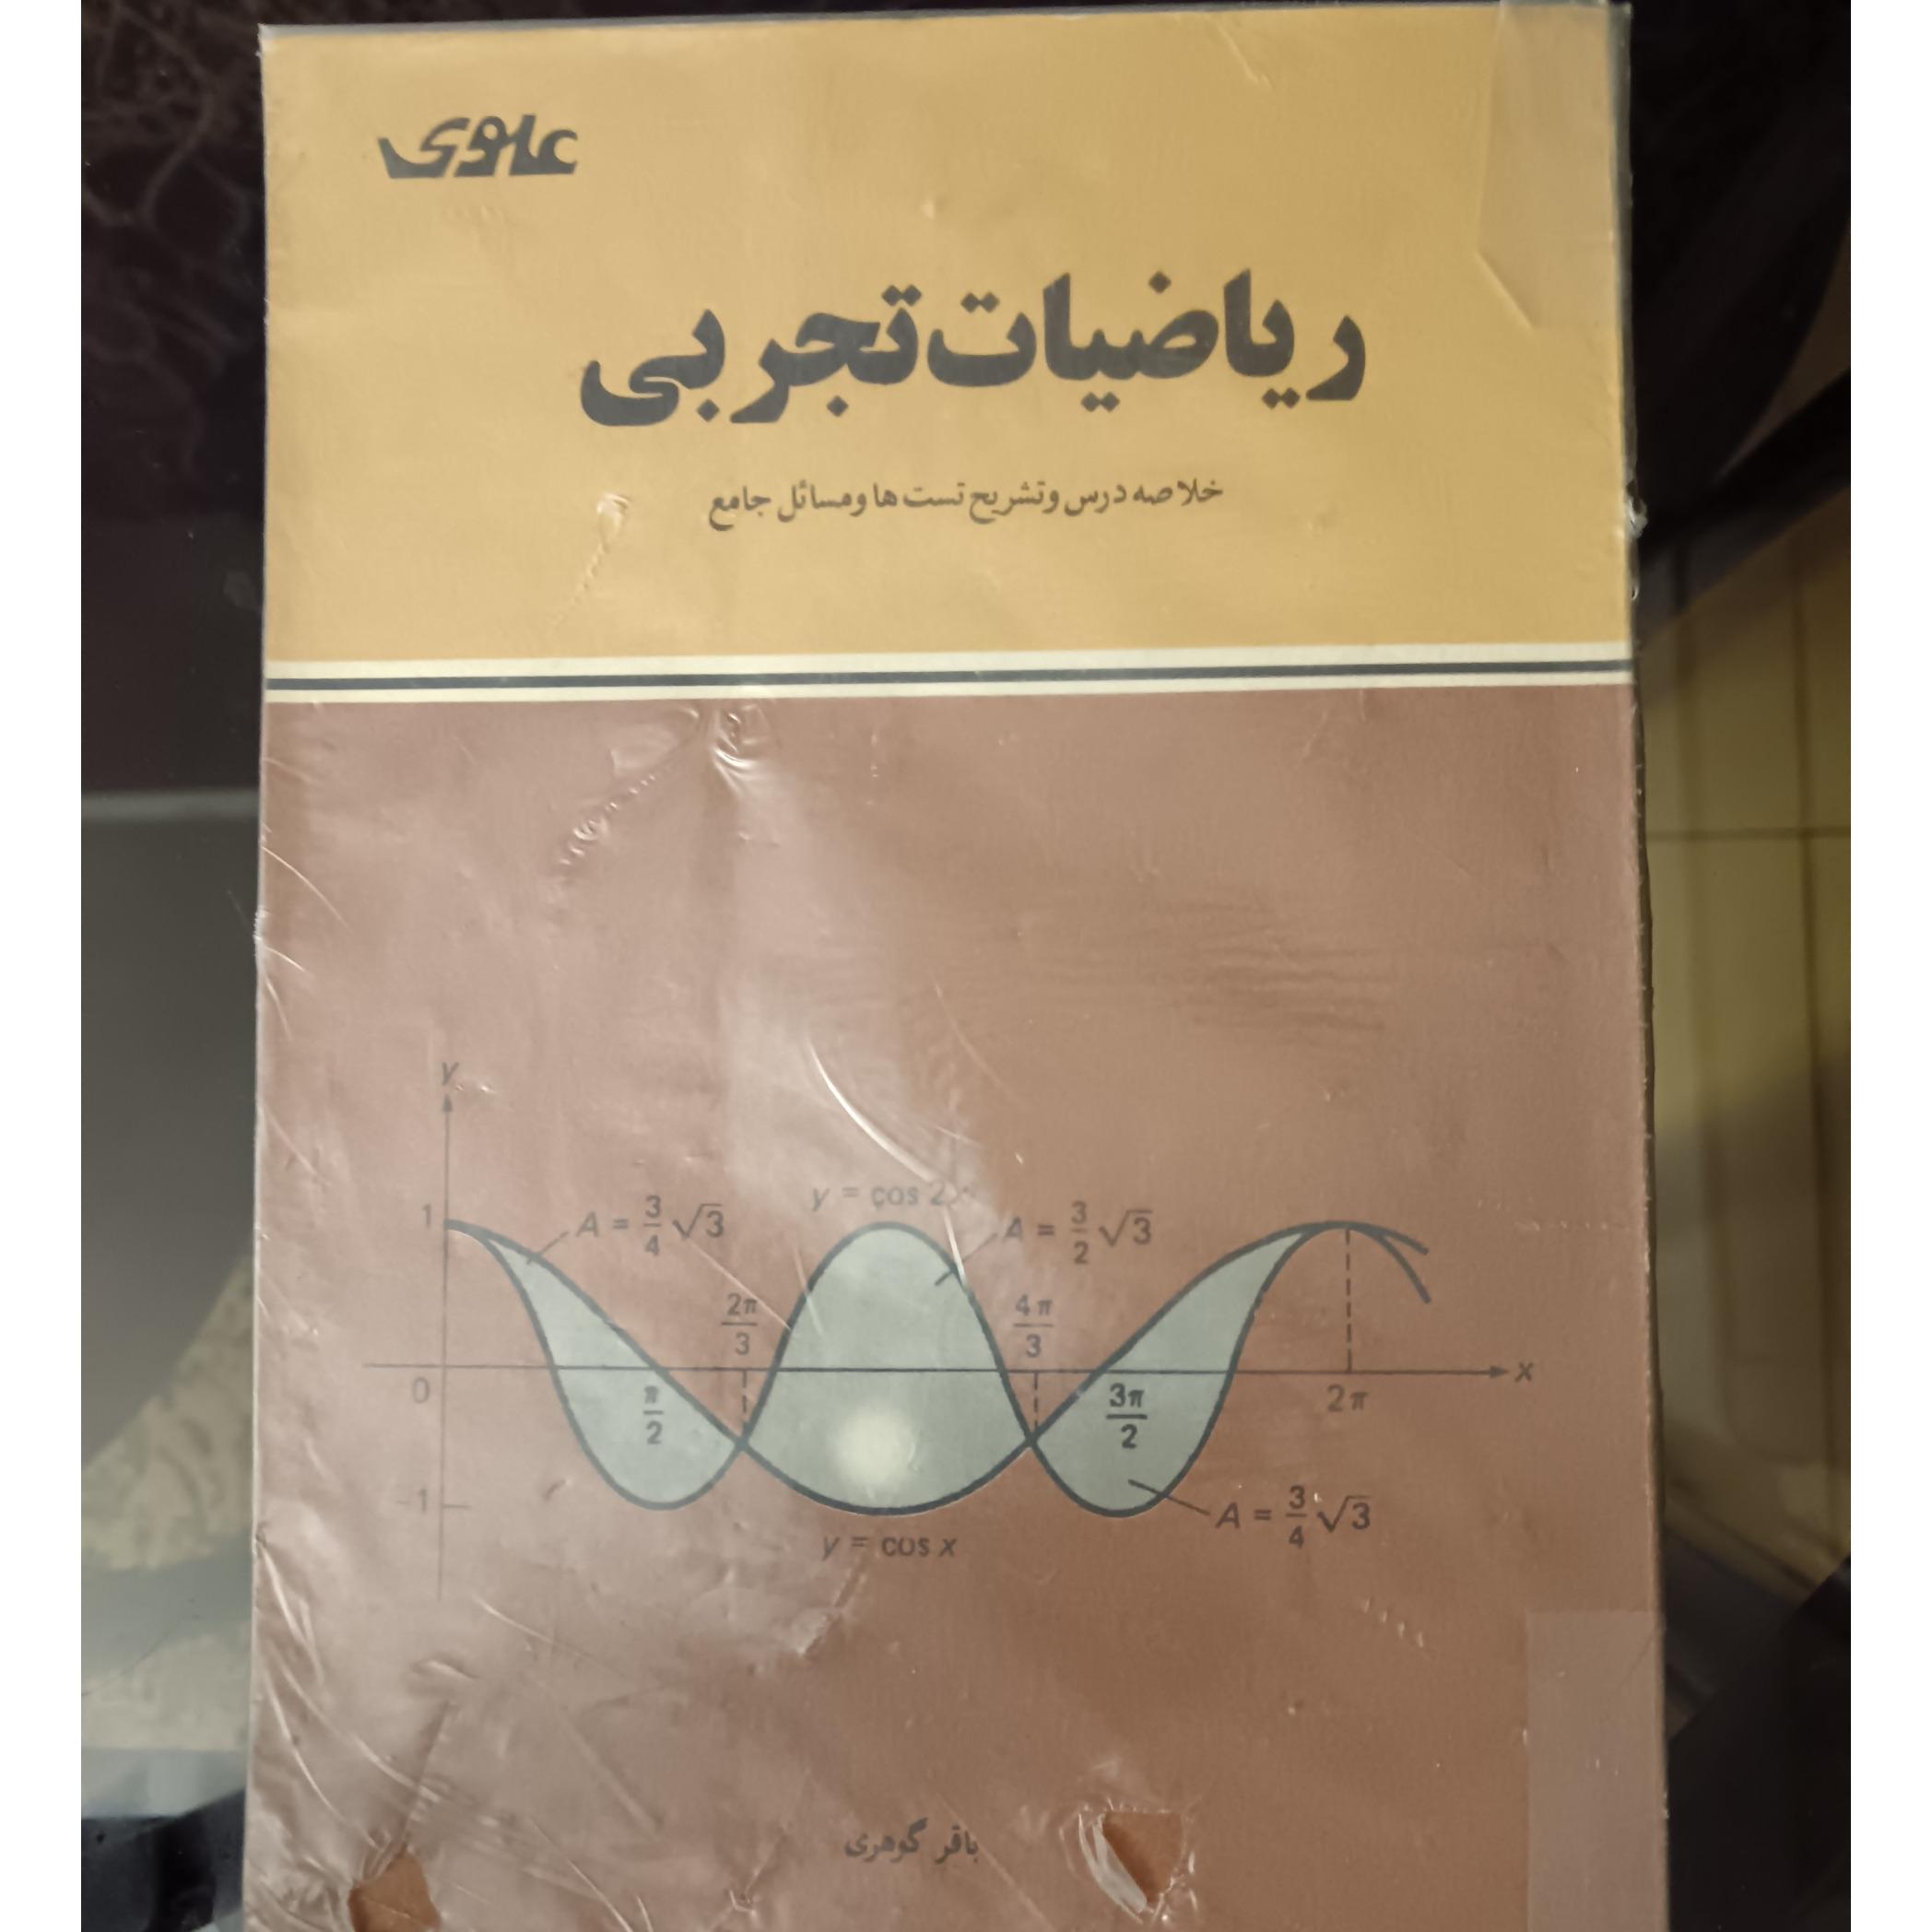 علوی
ریاضیات تجربی
خلاصه درس و تشریح تست ها و مسائل جامع
y
y = cos 2x
1
A = 3/4 √3
A = 3/2 √3
2π/3
4π/3
x
0
π/2
3π/2
2π
-1
A = 3/4 √3
y = cos x
باقر گوهری